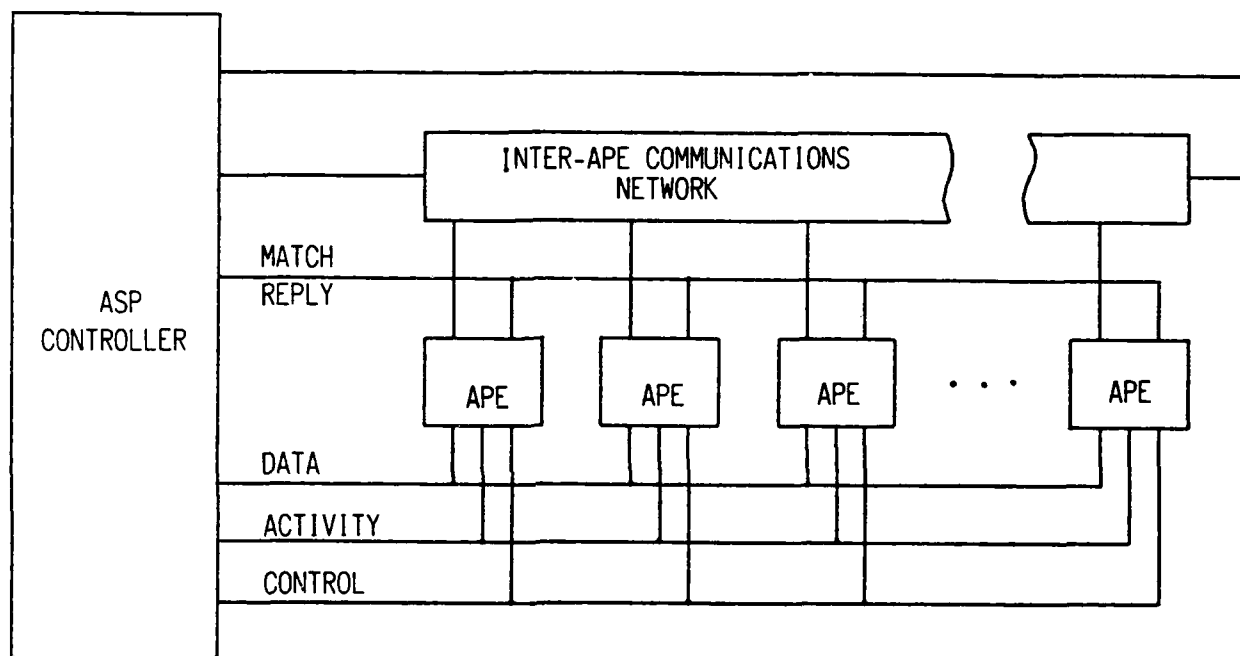 INTER-APE COMMUNICATIONS
NETWORK
MATCH
REPLY
ASP
CONTROLLER
APE
APE
APE
. . .
APE
DATA
ACTIVITY
CONTROL